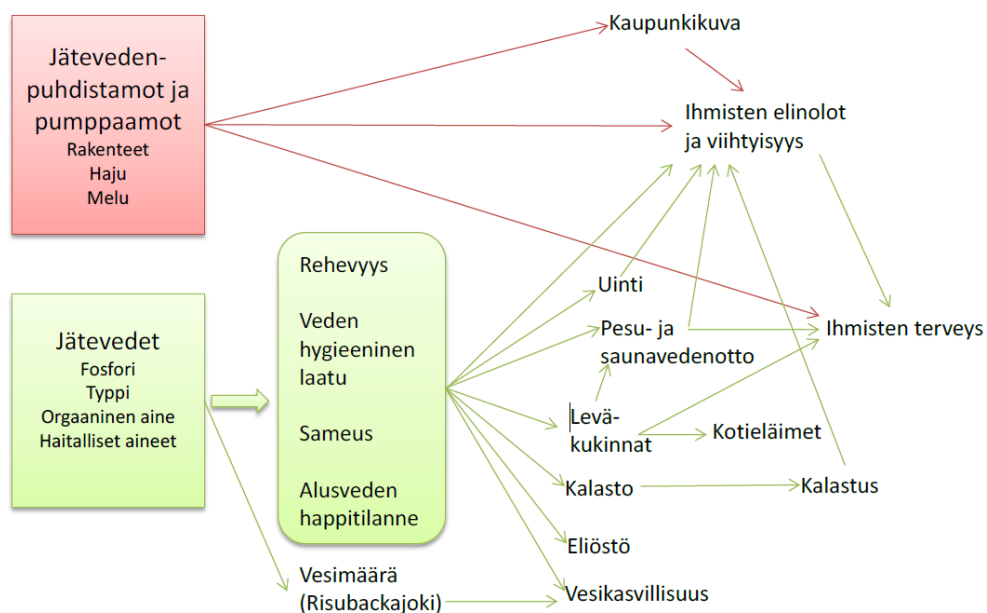 Jäteveden-
puhdistamot ja
pumppaamot
Rakenteet
Haju
Melu
Kaupunkikuva
Ihmisten elinolot
ja viihtyisyys
Jätevedet
Fosfori
Typpi
Orgaaninen aine
Haitalliset aineet
Rehevyys
Veden
hygieeninen
laatu
Sameus
Alusveden
happitilanne
Vesimäärä
(Risubackajoki)
Uinti
Pesu- ja
saunavedenotto
Ihmisten terveys
Levä-
kukinnat
Kotieläimet
Kalasto
Kalastus
Eliöstö
Vesikasvillisuus